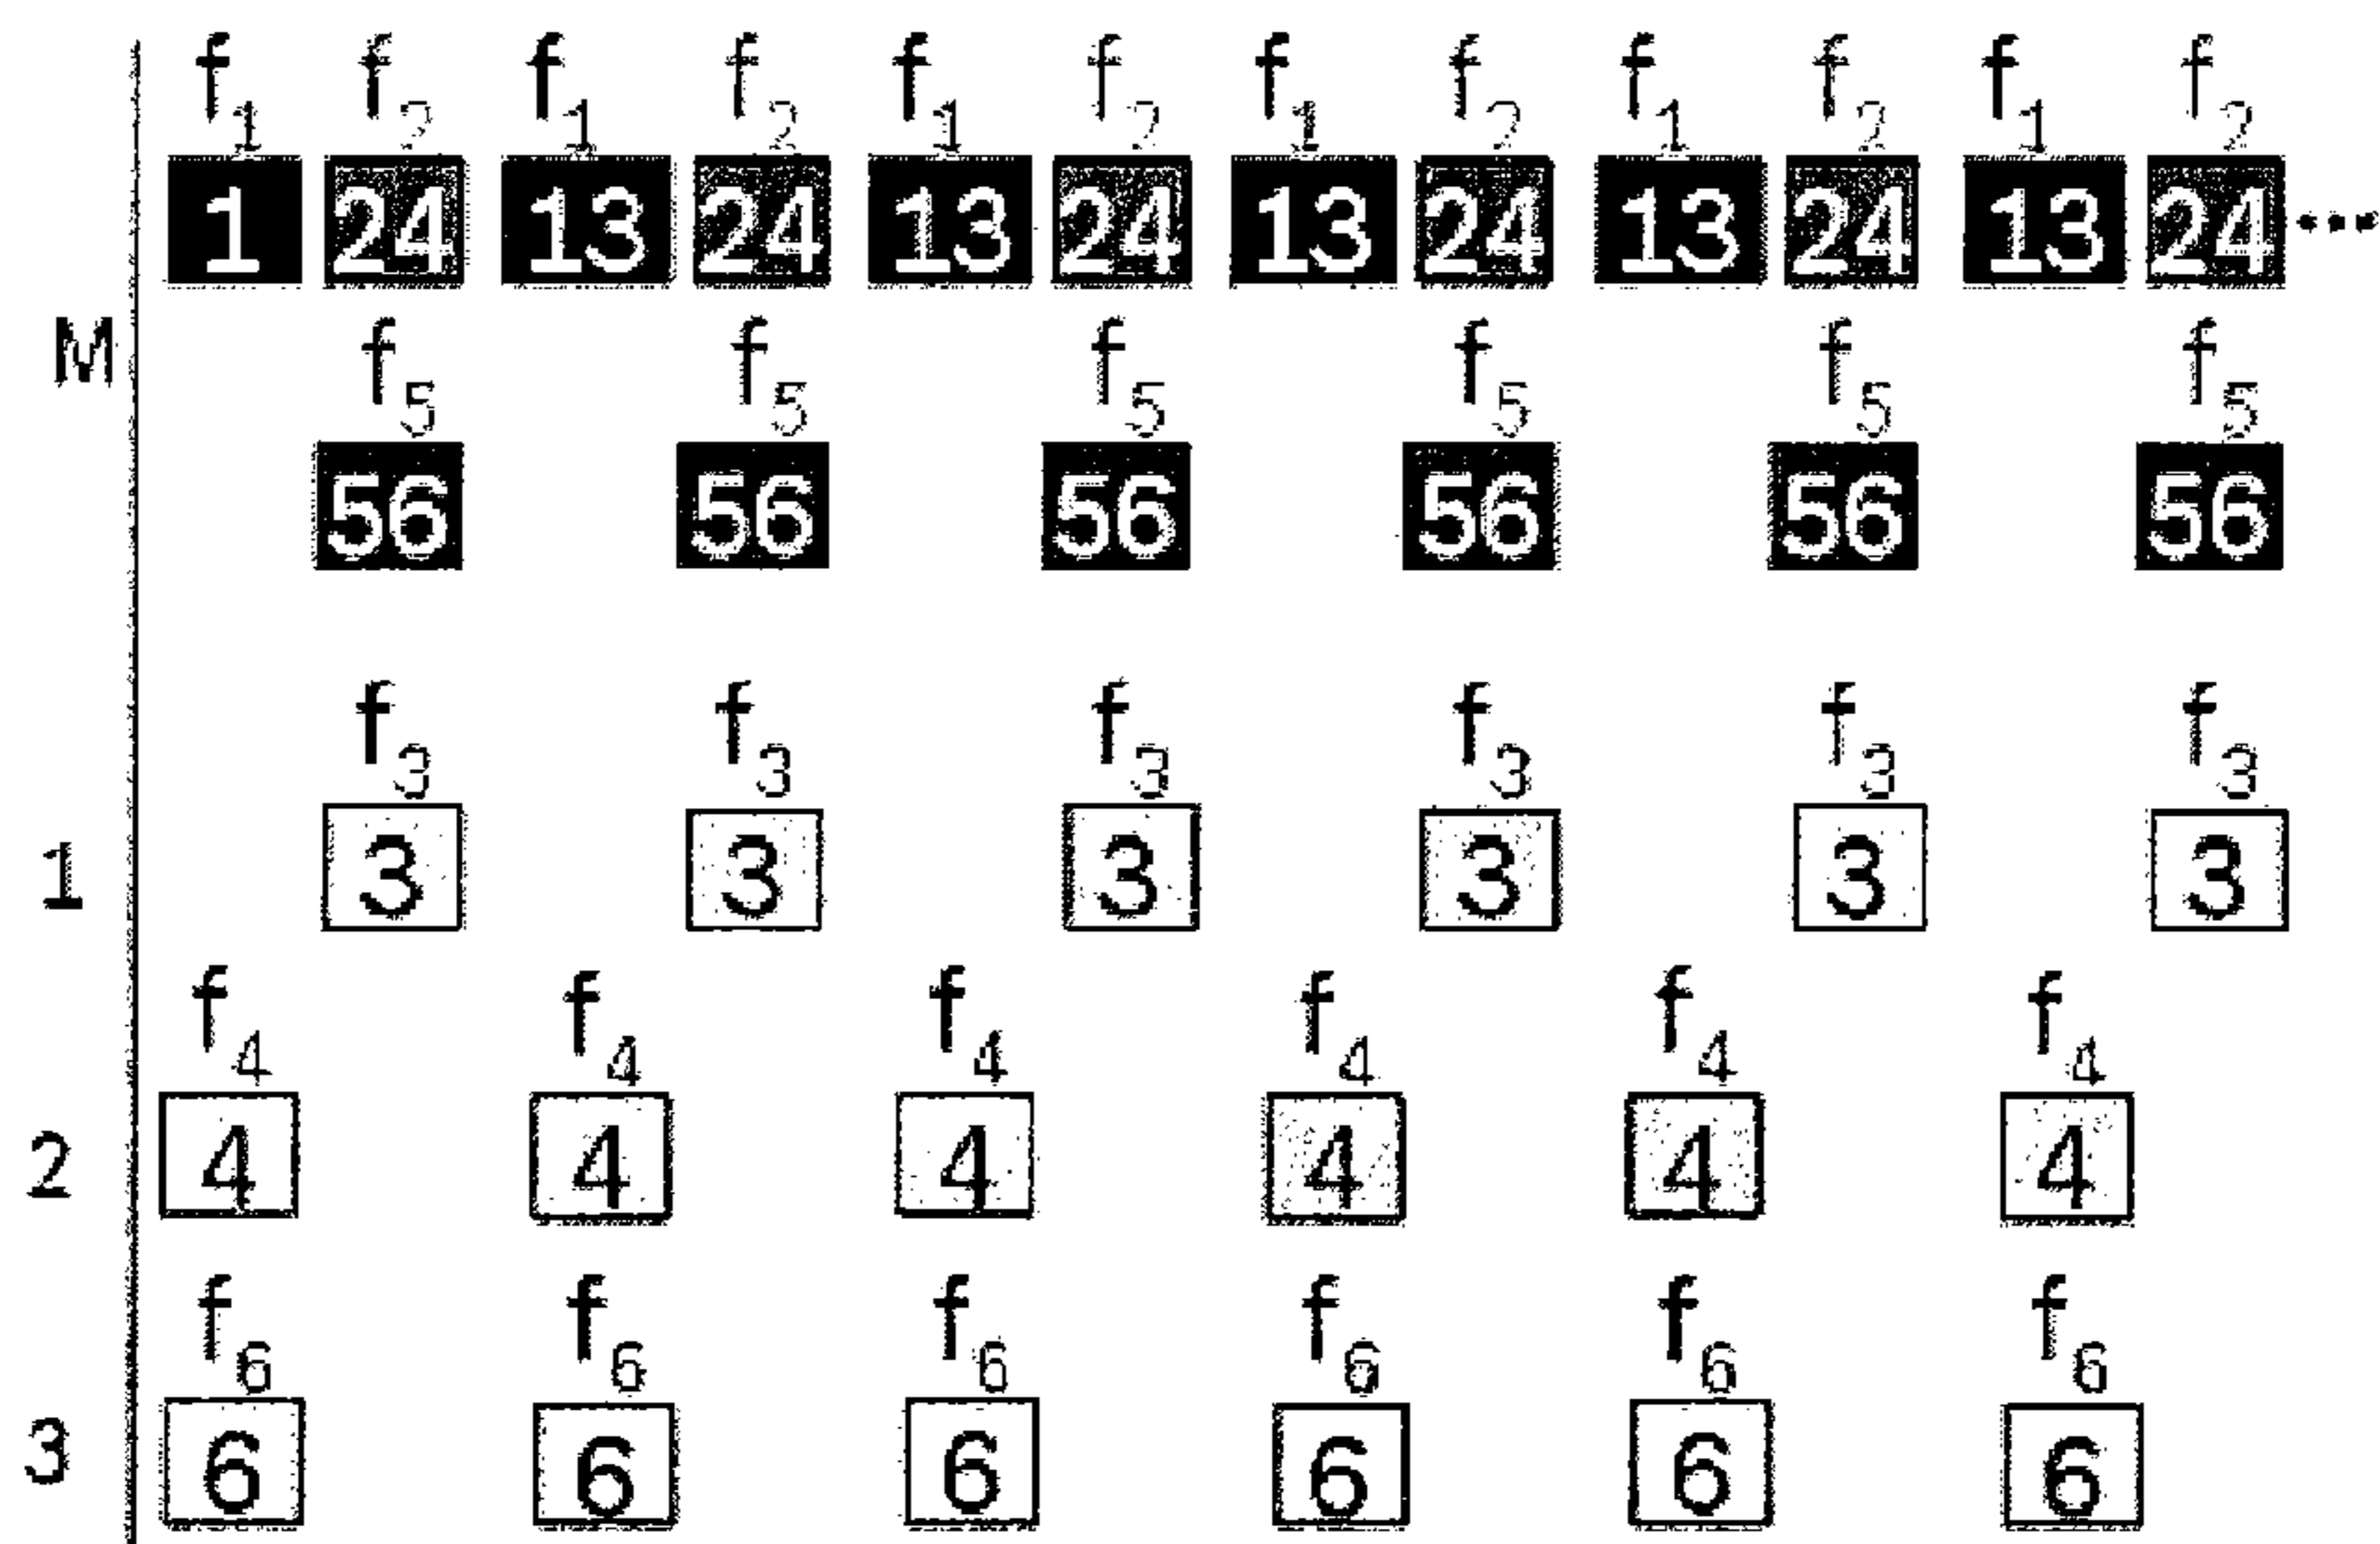 f1 f2 f1 f2 f1 f2 f1 f2 f1 f2 f1 f2
1 24 13 24 13 24 13 24 13 24 13 24 ...
M f5 f5 f5 f5 f5 f5
56 56 56 56 56 56
f3 f3 f3 f3 f3 f3
1 3 3 3 3 3 3
f4 f4 f4 f4 f4 f4
2 4 4 4 4 4 4
f6 f6 f6 f6 f6 f6
3 6 6 6 6 6 6